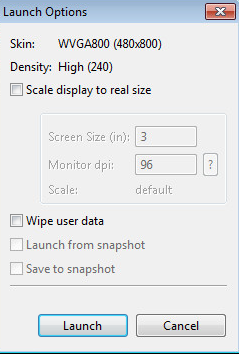 Launch Options
Skin: WVGA800 (480x800)
Density: High (240)
Scale display to real size
Screen Size (in): 3
Monitor dpi: 96 ?
Scale: default
Wipe user data
Launch from snapshot
Save to snapshot
Launch Cancel